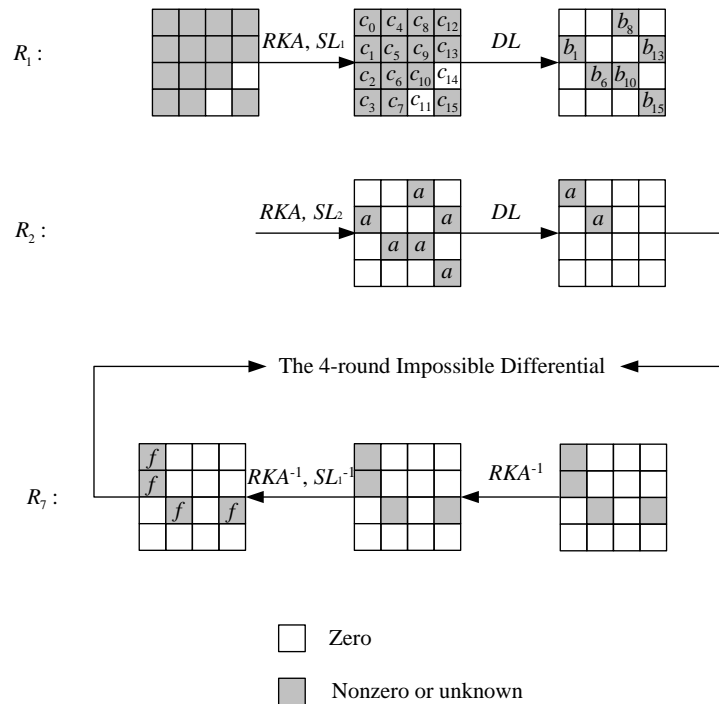 R₁ :
RKA, SL₁
c₀ c₄ c₈ c₁₂
c₁ c₅ c₉ c₁₃
c₂ c₆ c₁₀ c₁₄
c₃ c₇ c₁₁ c₁₅
DL
b₈
b₁ b₁₃
b₆ b₁₀
b₁₅
R₂ :
RKA, SL₂
a
a a
a a
a
DL
a
a
The 4-round Impossible Differential
R₇ :
f
f
f f
RKA⁻¹, SL₁⁻¹
RKA⁻¹
Zero
Nonzero or unknown